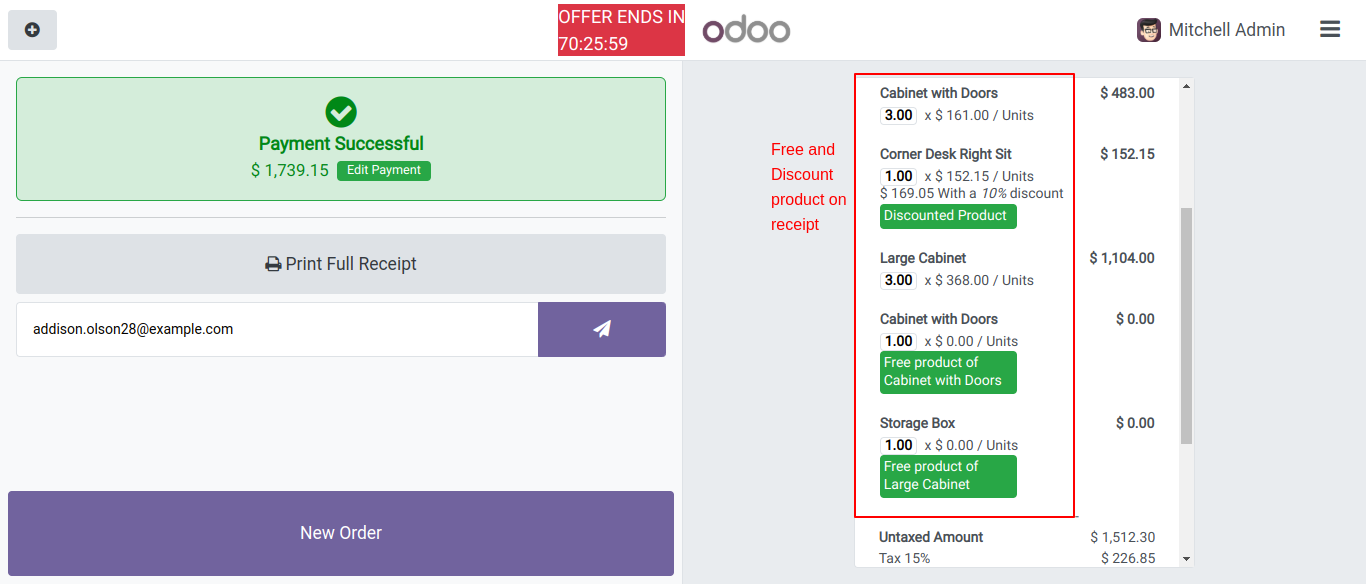 OFFER ENDS IN
70:25:59
odoo
Mitchell Admin
Payment Successful
$ 1,739.15 Edit Payment
Print Full Receipt
addison.olson28@example.com
New Order
Free and
Discount
product on
receipt
Cabinet with Doors $ 483.00
3.00 x $ 161.00 / Units
Corner Desk Right Sit $ 152.15
1.00 x $ 152.15 / Units
$ 169.05 With a 10% discount
Discounted Product
Large Cabinet $ 1,104.00
3.00 x $ 368.00 / Units
Cabinet with Doors $ 0.00
1.00 x $ 0.00 / Units
Free product of
Cabinet with Doors
Storage Box $ 0.00
1.00 x $ 0.00 / Units
Free product of
Large Cabinet
Untaxed Amount $ 1,512.30
Tax 15% $ 226.85